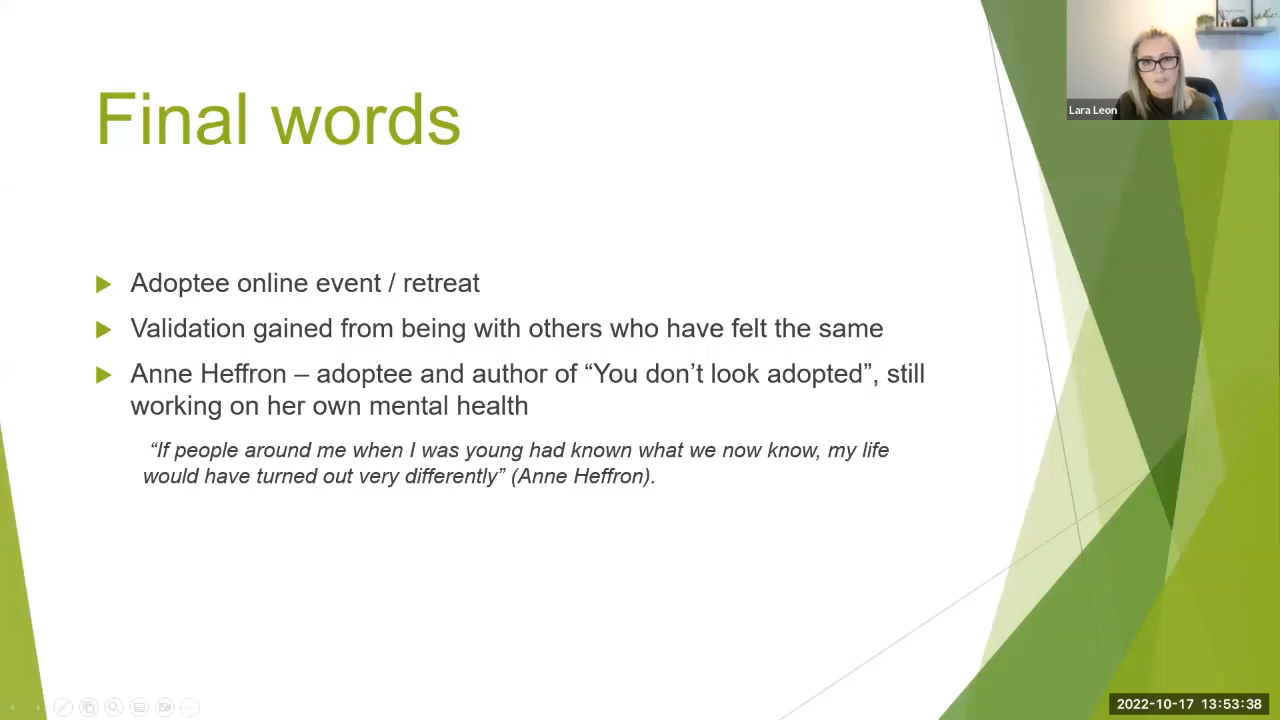 Final words
Adoptee online event / retreat
Validation gained from being with others who have felt the same
Anne Heffron – adoptee and author of “You don’t look adopted”, still
working on her own mental health
“If people around me when I was young had known what we now know, my life
would have turned out very differently” (Anne Heffron).
Lara Leon
2022-10-17 13:53:38